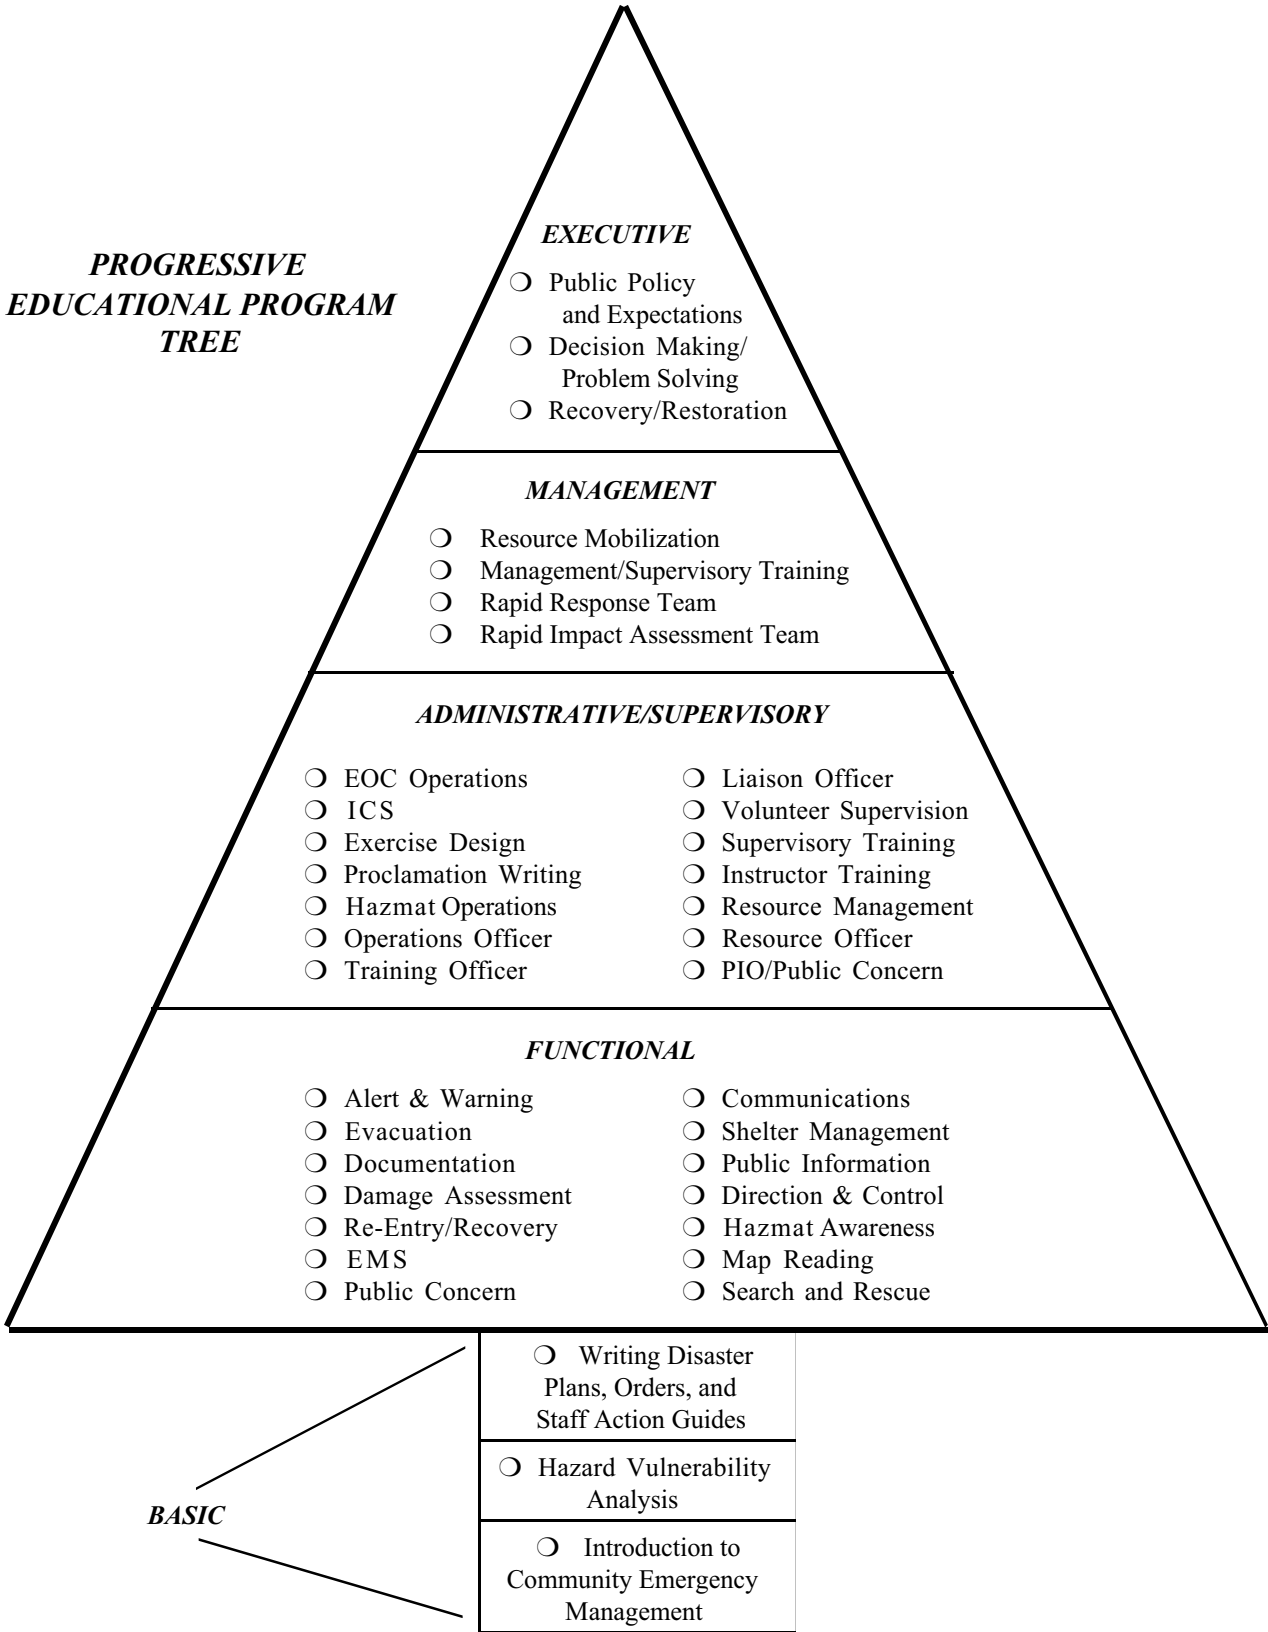 PROGRESSIVE
EDUCATIONAL PROGRAM
TREE
EXECUTIVE
❍ Public Policy
and Expectations
❍ Decision Making/
Problem Solving
❍ Recovery/Restoration
MANAGEMENT
❍ Resource Mobilization
❍ Management/Supervisory Training
❍ Rapid Response Team
❍ Rapid Impact Assessment Team
ADMINISTRATIVE/SUPERVISORY
❍ EOC Operations
❍ ICS
❍ Exercise Design
❍ Proclamation Writing
❍ Hazmat Operations
❍ Operations Officer
❍ Training Officer
❍ Liaison Officer
❍ Volunteer Supervision
❍ Supervisory Training
❍ Instructor Training
❍ Resource Management
❍ Resource Officer
❍ PIO/Public Concern
FUNCTIONAL
❍ Alert & Warning
❍ Evacuation
❍ Documentation
❍ Damage Assessment
❍ Re-Entry/Recovery
❍ EMS
❍ Public Concern
❍ Communications
❍ Shelter Management
❍ Public Information
❍ Direction & Control
❍ Hazmat Awareness
❍ Map Reading
❍ Search and Rescue
BASIC
❍ Writing Disaster
Plans, Orders, and
Staff Action Guides
❍ Hazard Vulnerability
Analysis
❍ Introduction to
Community Emergency
Management